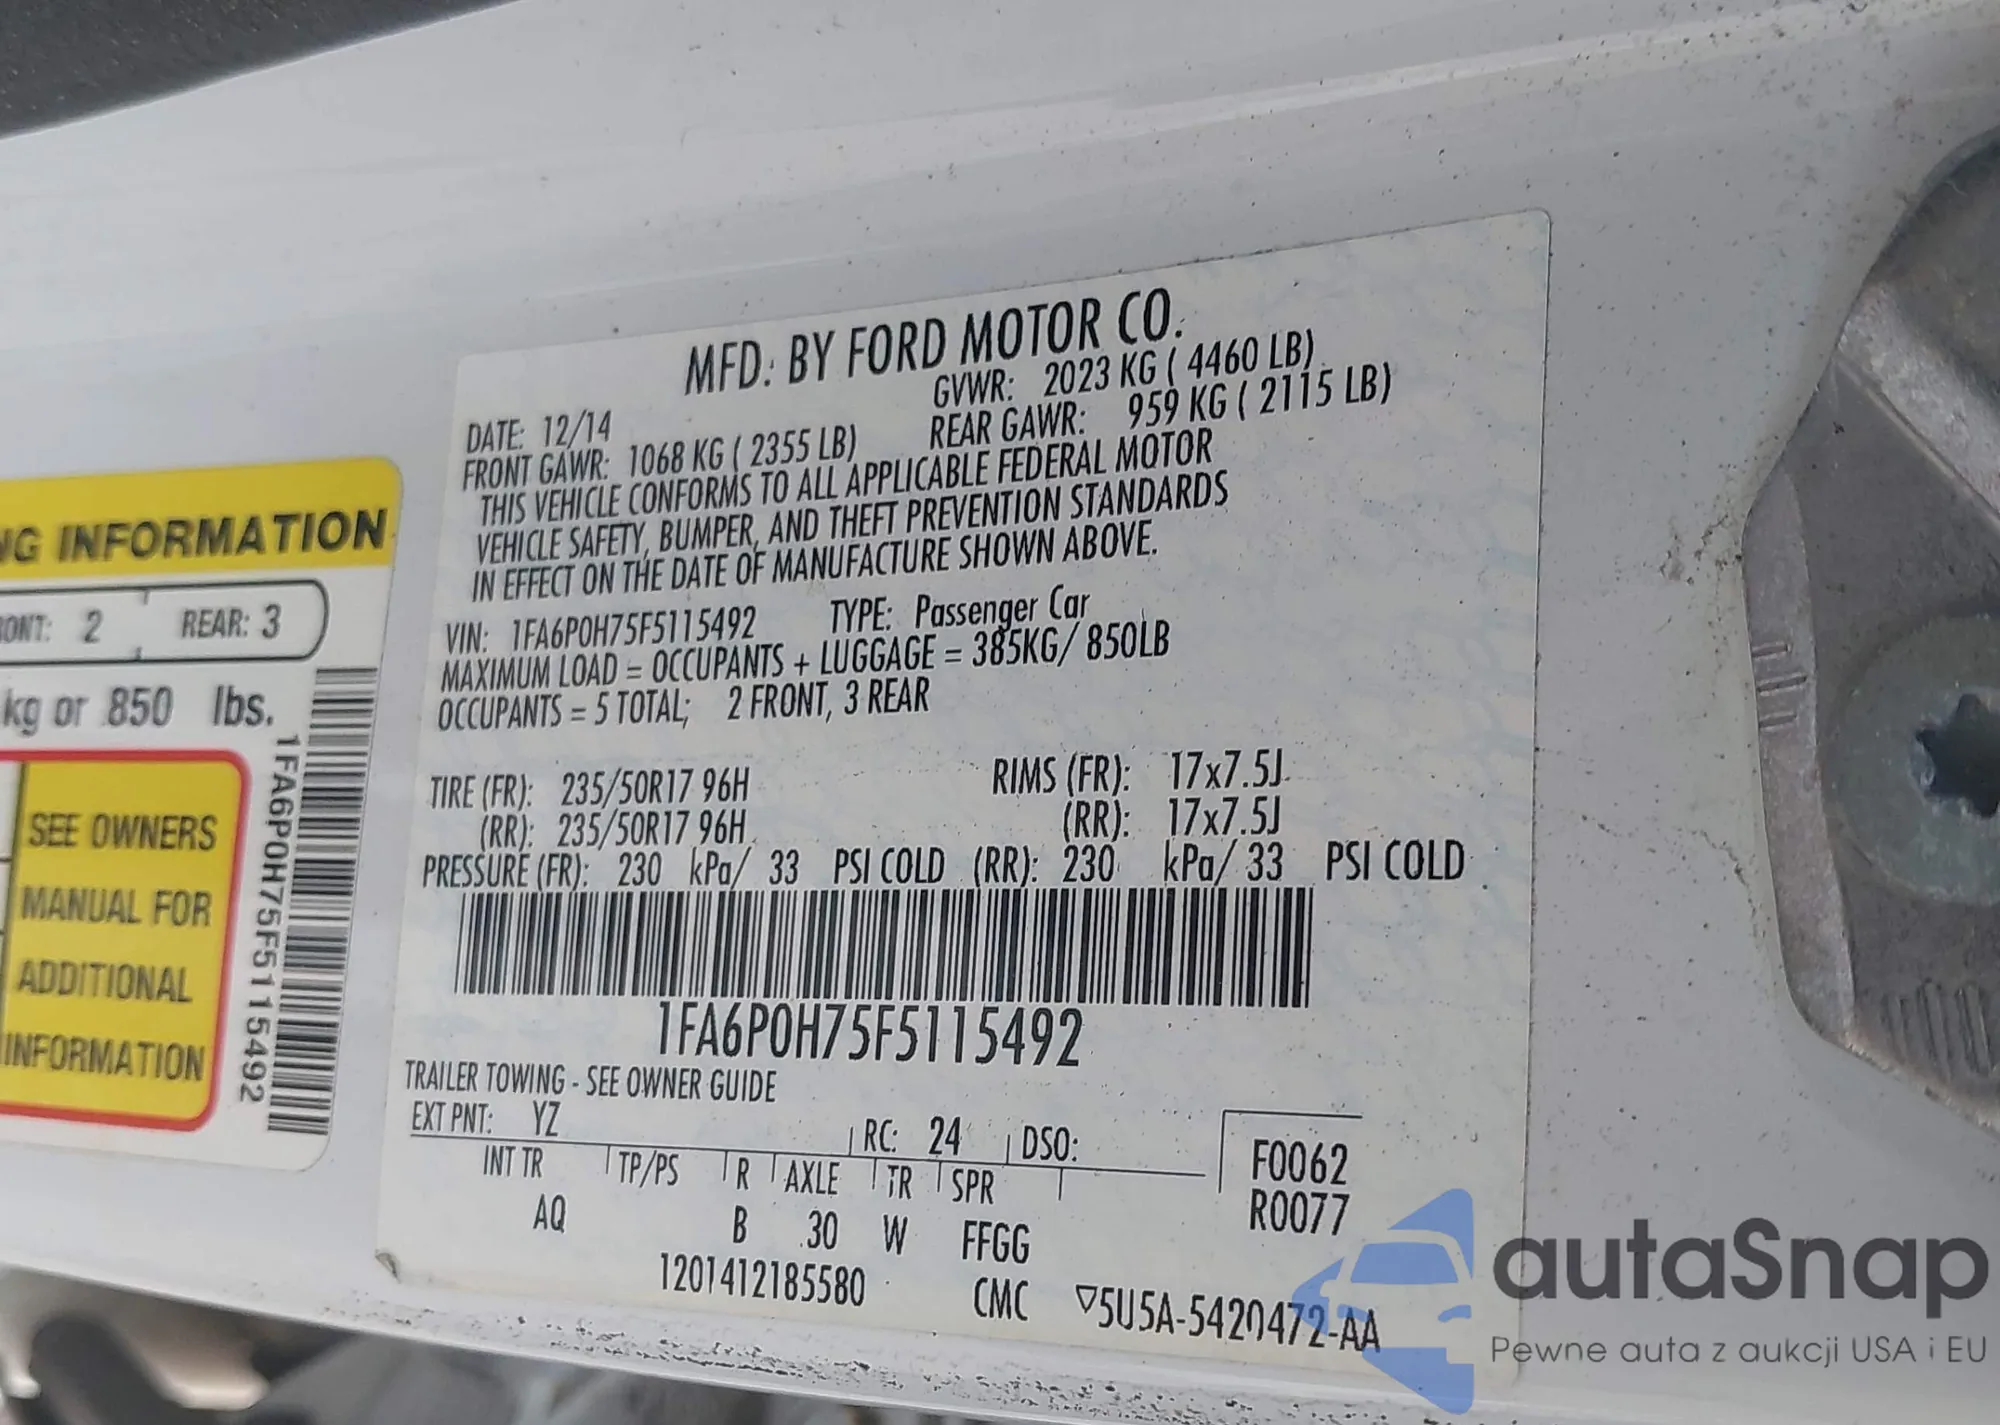 MFD. BY FORD MOTOR CO.
DATE: 12/14 GVWR: 2023 KG ( 4460 LB)
FRONT GAWR: 1068 KG ( 2355 LB) REAR GAWR: 959 KG ( 2115 LB)
THIS VEHICLE CONFORMS TO ALL APPLICABLE FEDERAL MOTOR
VEHICLE SAFETY, BUMPER, AND THEFT PREVENTION STANDARDS
IN EFFECT ON THE DATE OF MANUFACTURE SHOWN ABOVE.
VIN: 1FA6P0H75F5115492 TYPE: Passenger Car
MAXIMUM LOAD = OCCUPANTS + LUGGAGE = 385KG/ 850LB
OCCUPANTS = 5 TOTAL; 2 FRONT, 3 REAR
TIRE (FR): 235/50R17 96H RIMS (FR): 17x7.5J
(RR): 235/50R17 96H (RR): 17x7.5J
PRESSURE (FR): 230 kPa/ 33 PSI COLD (RR): 230 kPa/ 33 PSI COLD
1FA6P0H75F5115492
TRAILER TOWING - SEE OWNER GUIDE
EXT PNT: YZ RC: 24 DSO:
INT TR TP/PS R AXLE TR SPR
AQ B 30 W FFGG
F0062
R0077
1201412185580 CMC ▽5U5A-5420472-AA
NG INFORMATION
ONT: 2 REAR: 3
kg or 850 lbs.
SEE OWNERS
MANUAL FOR
ADDITIONAL
INFORMATION
1FA6P0H75F5115492
autaSnap
Pewne auta z aukcji USA i EU